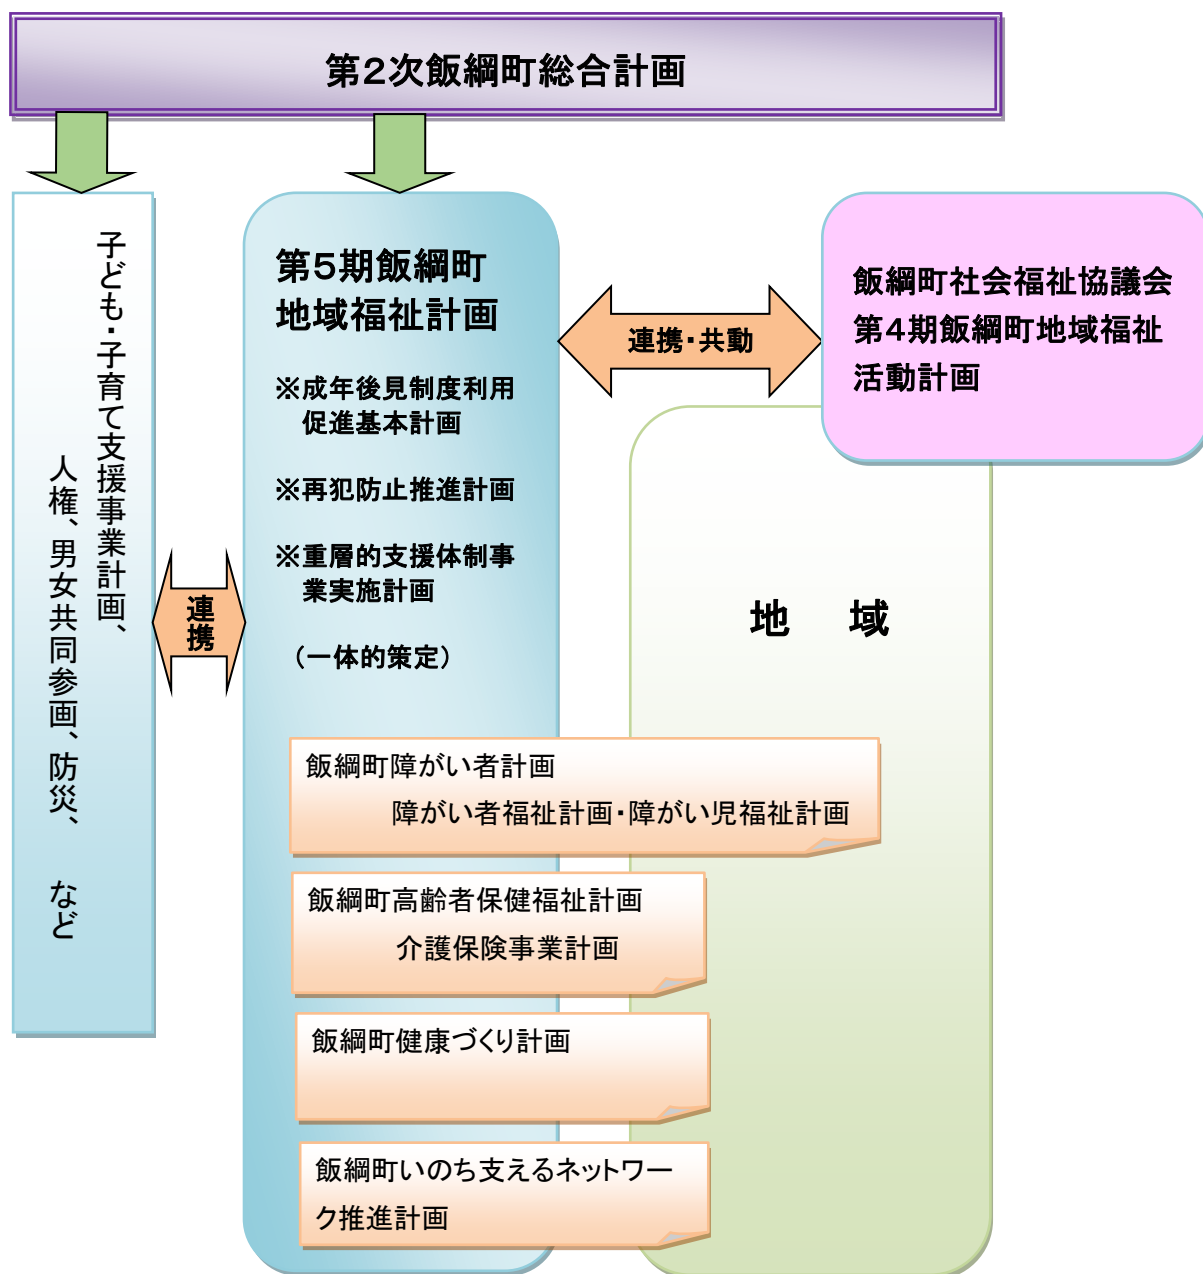 第２次飯綱町総合計画
子ども・子育て支援事業計画、
人権、男女共同参画、防災、　など
連携
第５期飯綱町
地域福祉計画
※成年後見制度利用
促進基本計画
※再犯防止推進計画
※重層的支援体制事
業実施計画
（一体的策定）
連携・共動
飯綱町社会福祉協議会
第４期飯綱町地域福祉
活動計画
地　域
飯綱町障がい者計画
障がい者福祉計画・障がい児福祉計画
飯綱町高齢者保健福祉計画
介護保険事業計画
飯綱町健康づくり計画
飯綱町いのち支えるネットワー
ク推進計画